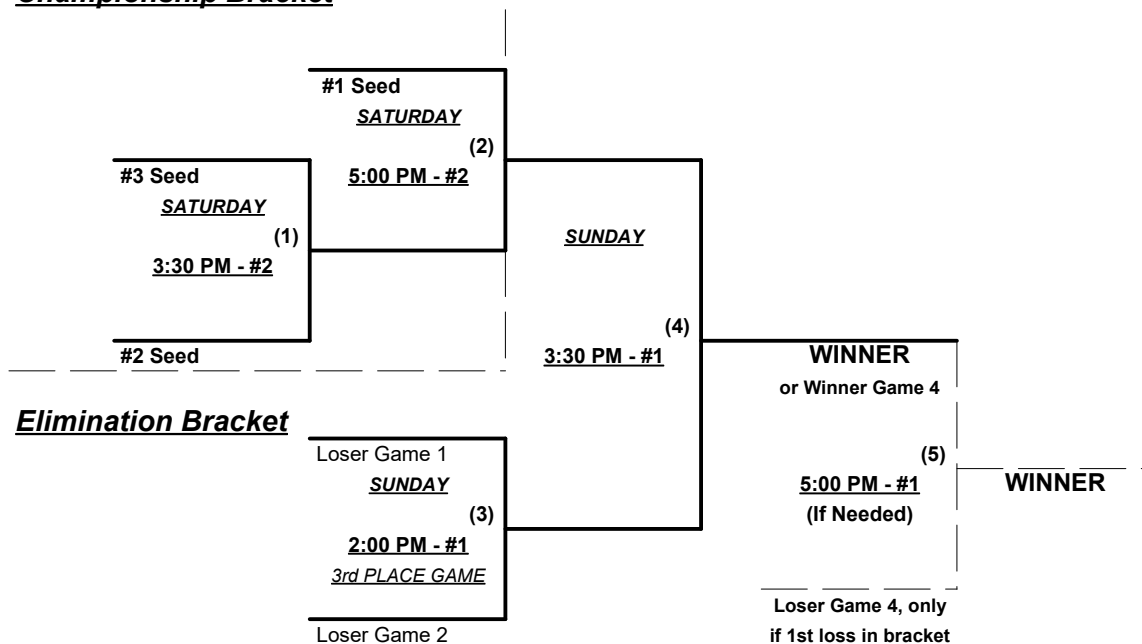 #1 Seed
SATURDAY
(2)
5:00 PM - #2
#3 Seed
SATURDAY
(1)
3:30 PM - #2
#2 Seed
SUNDAY
(4)
3:30 PM - #1
WINNER
or Winner Game 4
(5)
5:00 PM - #1
(If Needed)
WINNER
Loser Game 4, only
if 1st loss in bracket
Elimination Bracket
Loser Game 1
SUNDAY
(3)
2:00 PM - #1
3rd PLACE GAME
Loser Game 2